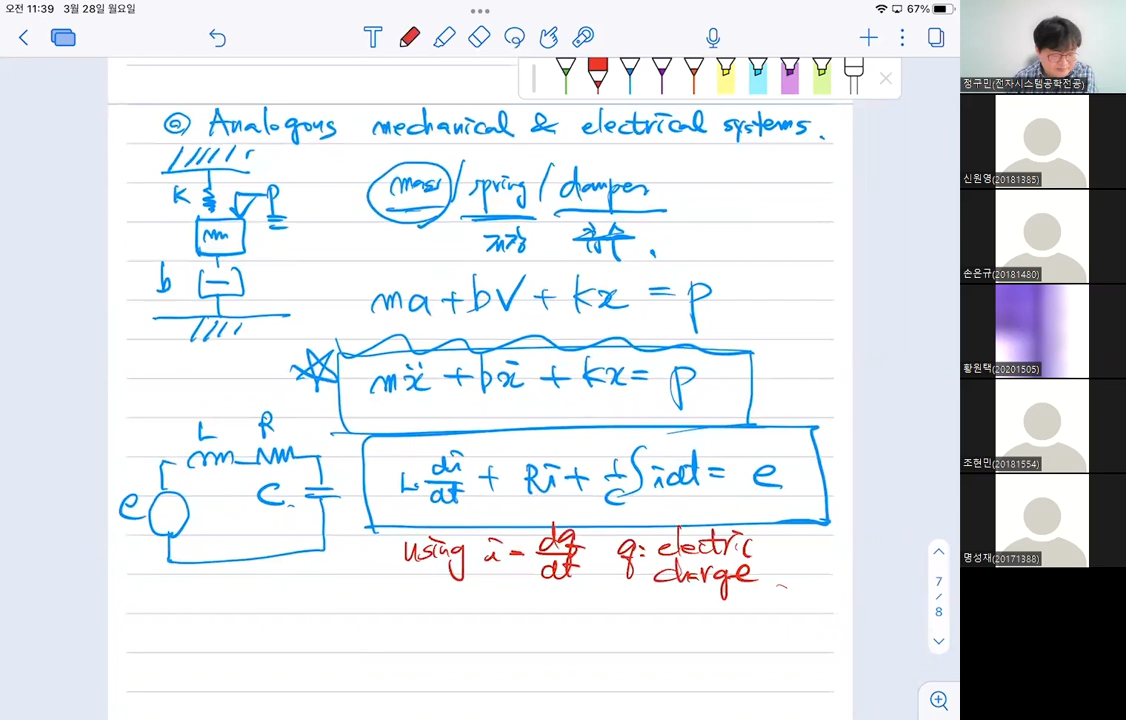 오전 11:39 3월 28일 월요일
67%
@ Analogous mechanical & electrical systems.
K
p
mass / spring / damper
m
b
ma + bv + kx = p
mẍ + bẋ + kx = p
L R
L di/dt + Ri + 1/c ∫ i dt = e
e
C
using i = dq/dt q: electric charge
7
/
8
정구민(전자시스템공학전공)
신원영(20181385)
손은규(20181480)
황원택(20201505)
조현민(20181554)
명성재(20171388)